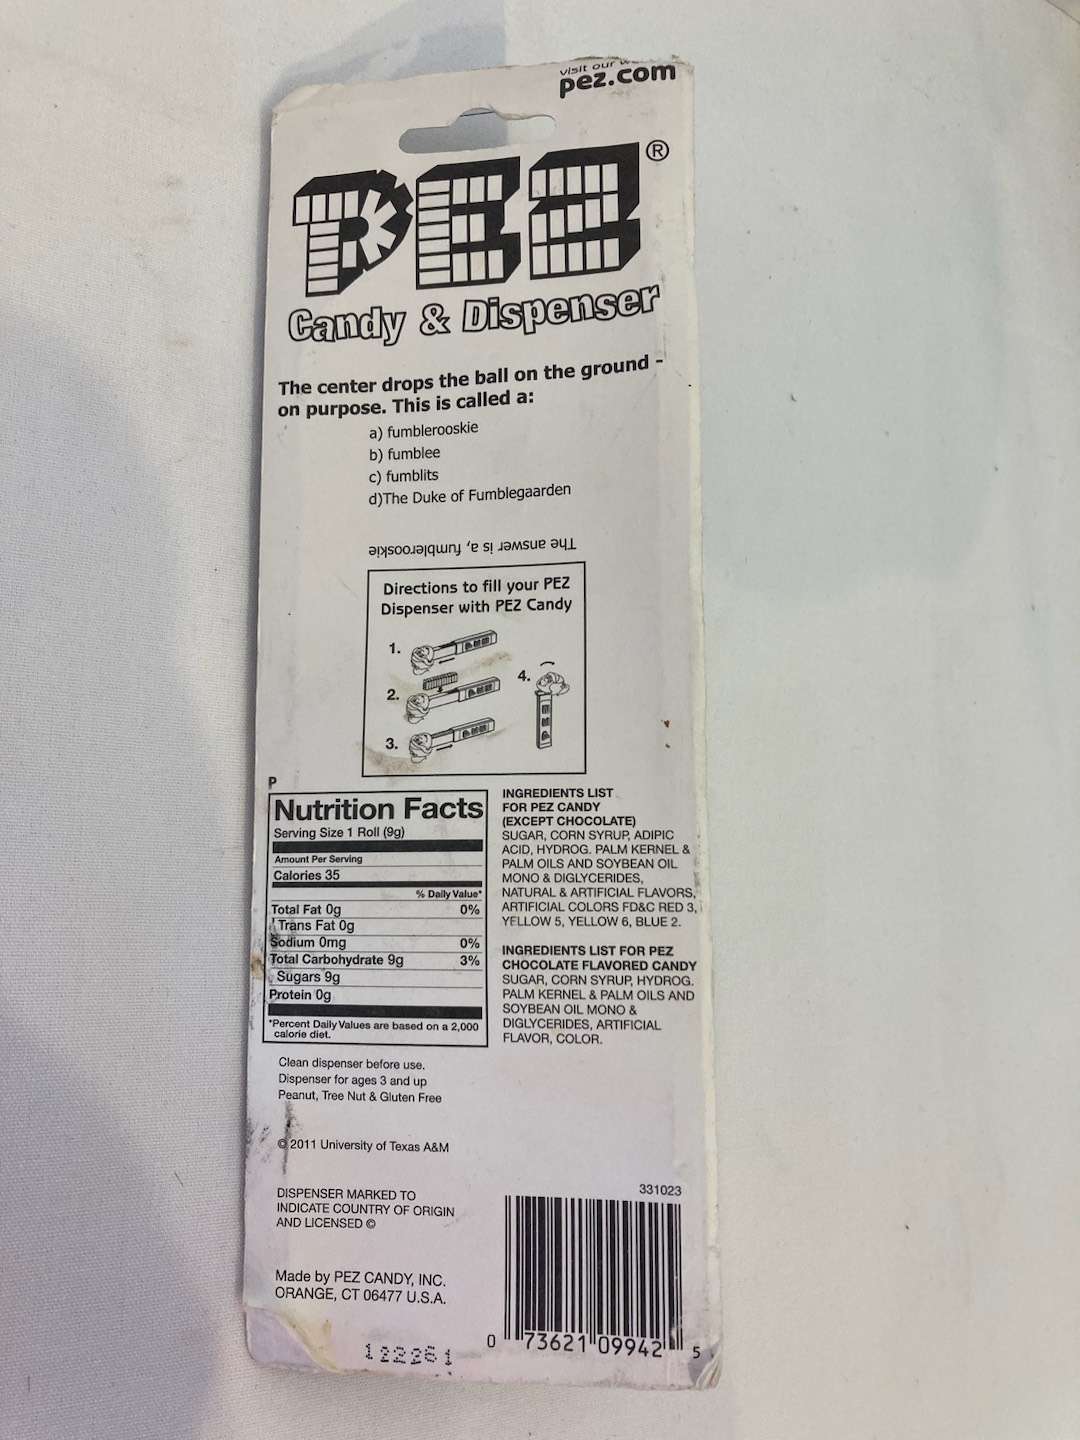 visit our
pez.com
PEZ®
Candy & Dispenser
The center drops the ball on the ground -
on purpose. This is called a:
a) fumblerooskie
b) fumblee
c) fumblits
d)The Duke of Fumblegaarden
The answer is a, fumblerooskie
Directions to fill your PEZ
Dispenser with PEZ Candy
1.
2.
3.
4.
P
Nutrition Facts
Serving Size 1 Roll (9g)
Amount Per Serving
Calories 35
% Daily Value*
Total Fat 0g 0%
Trans Fat 0g
Sodium 0mg 0%
Total Carbohydrate 9g 3%
Sugars 9g
Protein 0g
*Percent Daily Values are based on a 2,000
calorie diet.
INGREDIENTS LIST
FOR PEZ CANDY
(EXCEPT CHOCOLATE)
SUGAR, CORN SYRUP, ADIPIC
ACID, HYDROG. PALM KERNEL &
PALM OILS AND SOYBEAN OIL
MONO & DIGLYCERIDES,
NATURAL & ARTIFICIAL FLAVORS,
ARTIFICIAL COLORS FD&C RED 3,
YELLOW 5, YELLOW 6, BLUE 2.
INGREDIENTS LIST FOR PEZ
CHOCOLATE FLAVORED CANDY
SUGAR, CORN SYRUP, HYDROG.
PALM KERNEL & PALM OILS AND
SOYBEAN OIL MONO &
DIGLYCERIDES, ARTIFICIAL
FLAVOR, COLOR.
Clean dispenser before use.
Dispenser for ages 3 and up
Peanut, Tree Nut & Gluten Free
© 2011 University of Texas A&M
DISPENSER MARKED TO
INDICATE COUNTRY OF ORIGIN
AND LICENSED ©
Made by PEZ CANDY, INC.
ORANGE, CT 06477 U.S.A.
331023
0 73621 09942 5